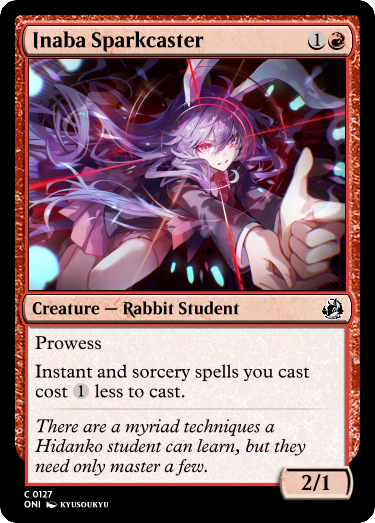 Inaba Sparkcaster 1
Creature — Rabbit Student
Prowess
Instant and sorcery spells you cast
cost 1 less to cast.
There are a myriad techniques a
Hidanko student can learn, but they
need only master a few.
2/1
C 0127
ONI KYUSOUKYU